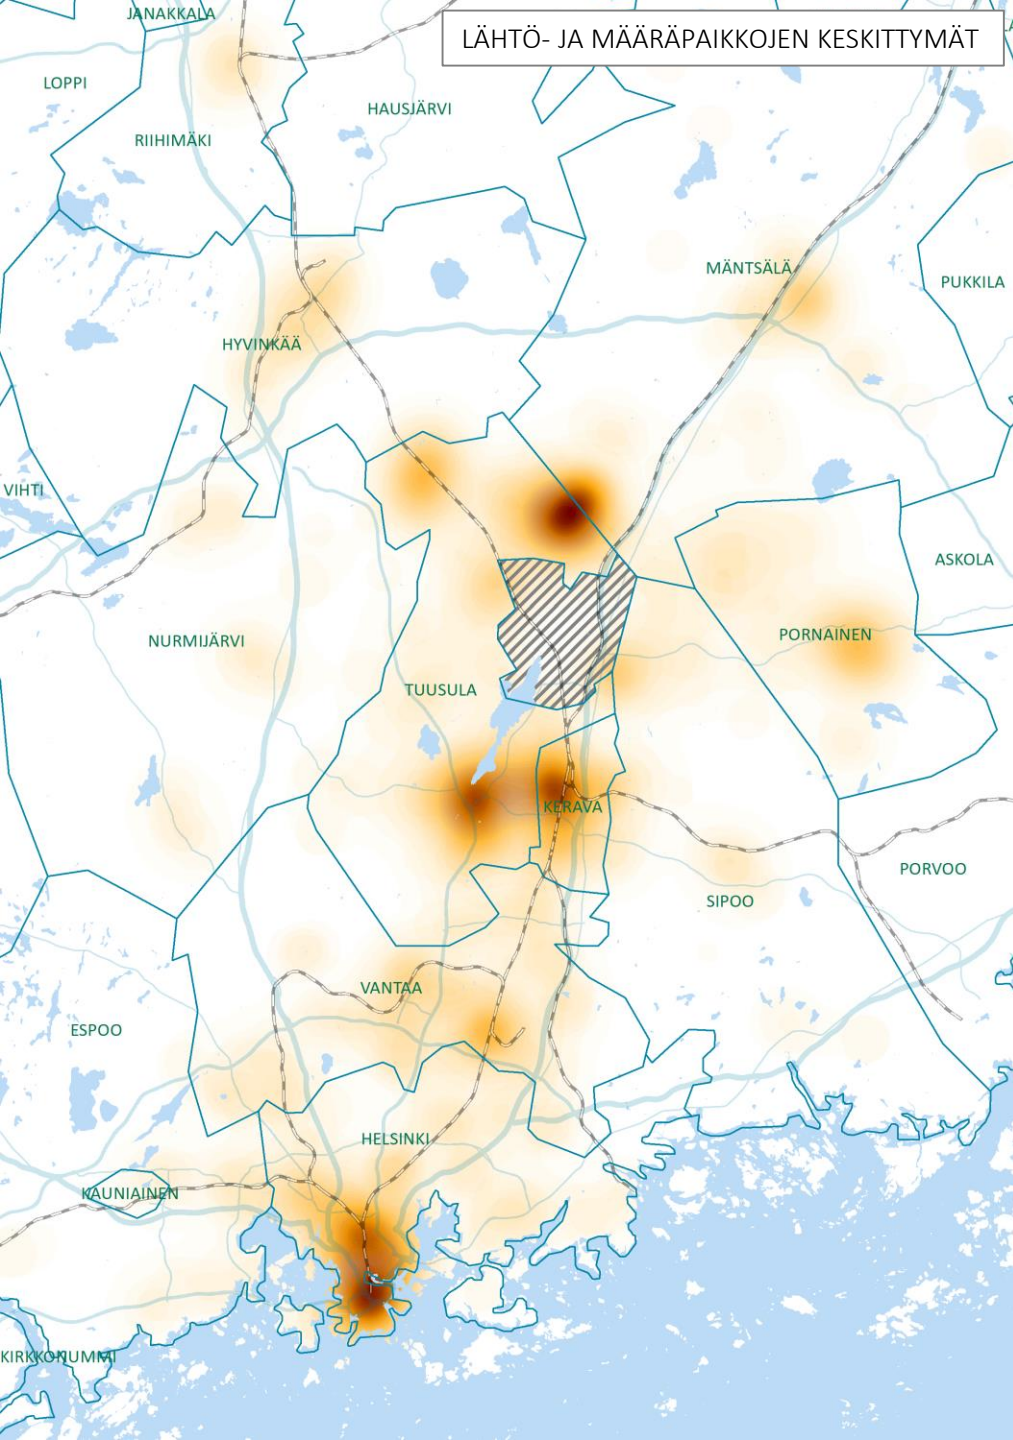 JANAKKALA
LÄHTÖ- JA MÄÄRÄPAIKKOJEN KESKITTYMÄT
LOPPI
HAUSJÄRVI
RIIHIMÄKI
MÄNTSÄLÄ
PUKKILA
HYVINKÄÄ
VIHTI
ASKOLA
NURMIJÄRVI
PORNAINEN
TUUSULA
KERAVA
PORVOO
SIPOO
VANTAA
ESPOO
HELSINKI
KAUNIAINEN
KIRKKONUMMI